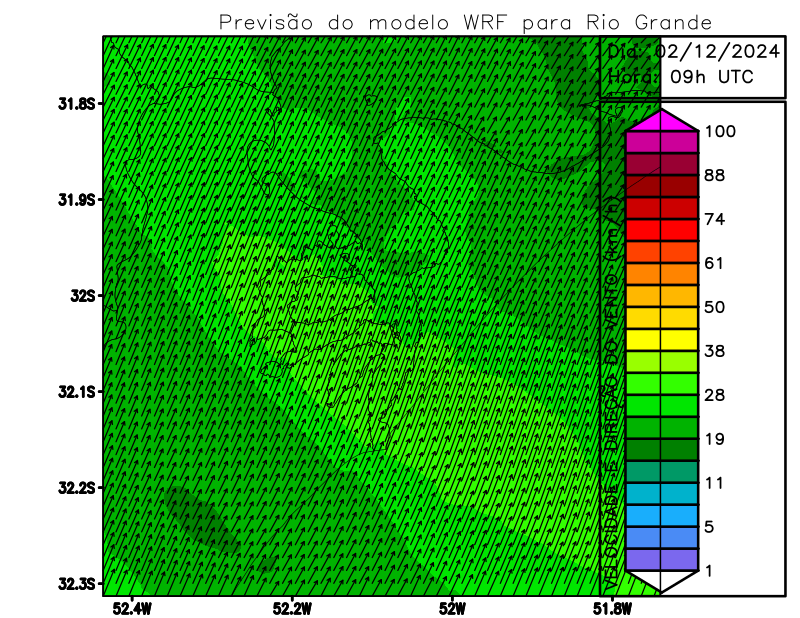 Previsão do modelo WRF para Rio Grande
Dia: 02/12/2024
Hora: 09h UTC
31.8S
31.9S
32S
32.1S
32.2S
32.3S
52.4W
52.2W
52W
51.8W
VELOCIDADE E DIREÇÃO DO VENTO (km/h)
100
88
74
61
50
38
28
19
11
5
1